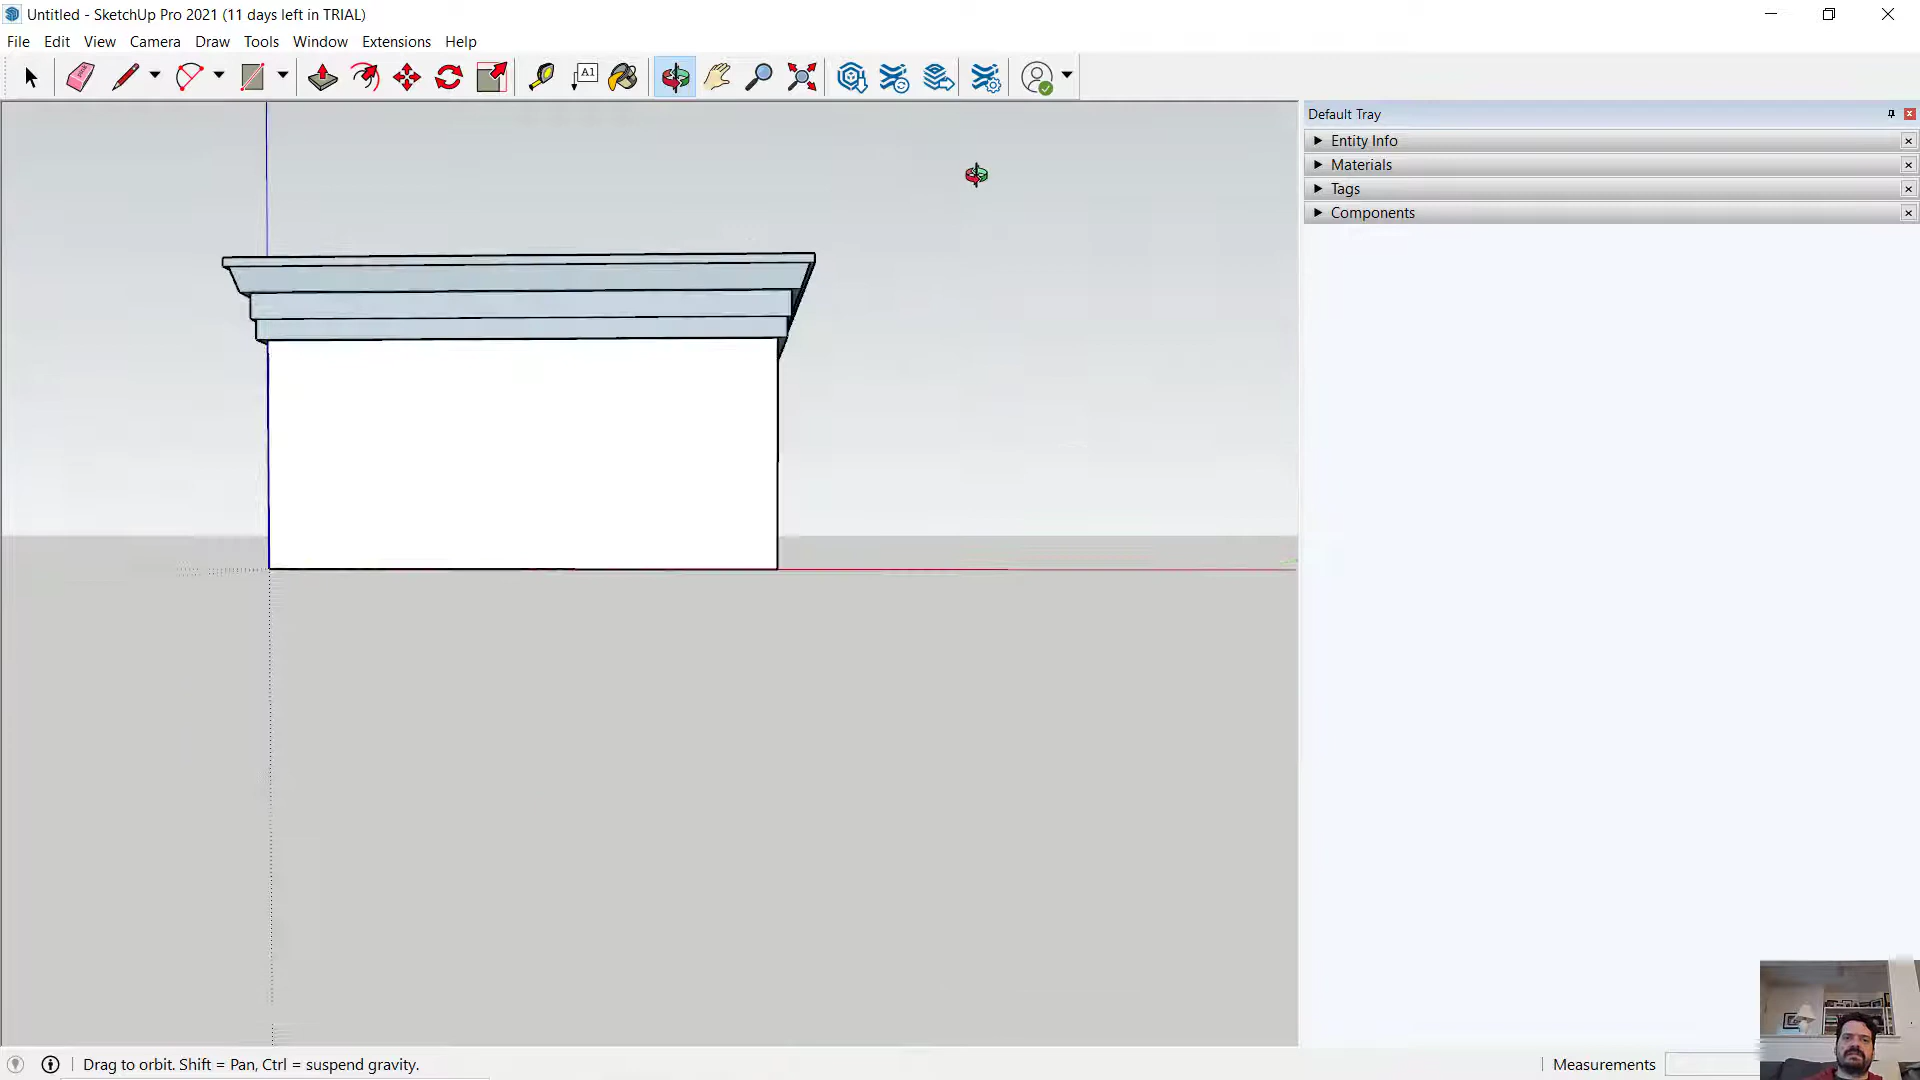 Untitled - SketchUp Pro 2021 (11 days left in TRIAL)
File Edit View Camera Draw Tools Window Extensions Help
A1
Default Tray
Entity Info
Materials
Tags
Components
Drag to orbit. Shift = Pan, Ctrl = suspend gravity.
Measurements